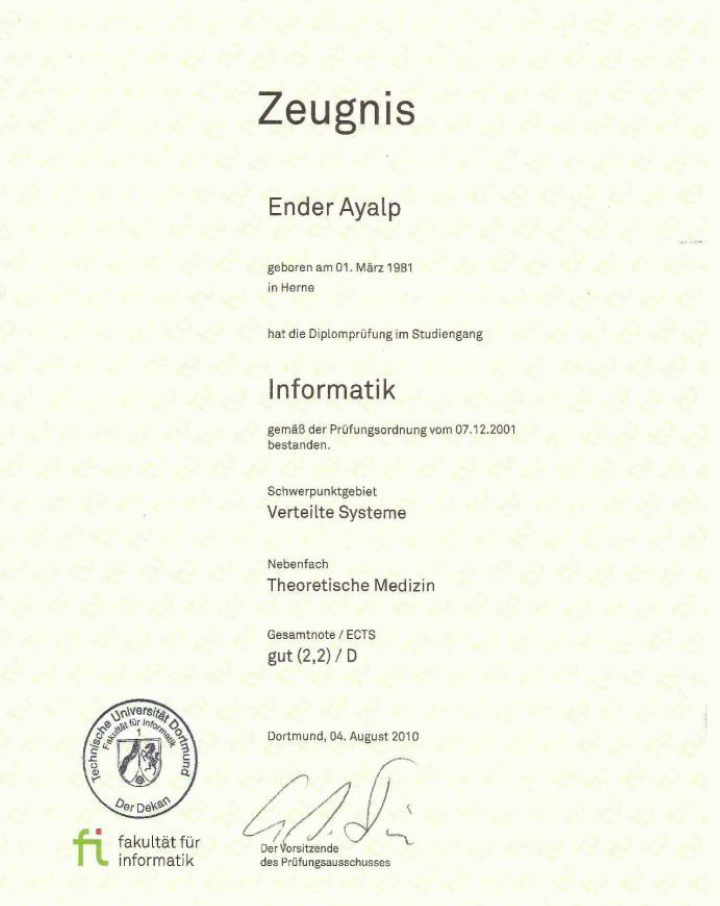 Zeugnis
Ender Ayalp
geboren am 01. März 1981
in Herne
hat die Diplomprüfung im Studiengang
Informatik
gemäß der Prüfungsordnung vom 07.12.2001
bestanden.
Schwerpunktgebiet
Verteilte Systeme
Nebenfach
Theoretische Medizin
Gesamtnote / ECTS
gut (2,2) / D
Technische Universität Dortmund
Fakultät für Informatik
1
Der Dekan
Dortmund, 04. August 2010
fi fakultät für
informatik
Der Vorsitzende
des Prüfungsausschusses